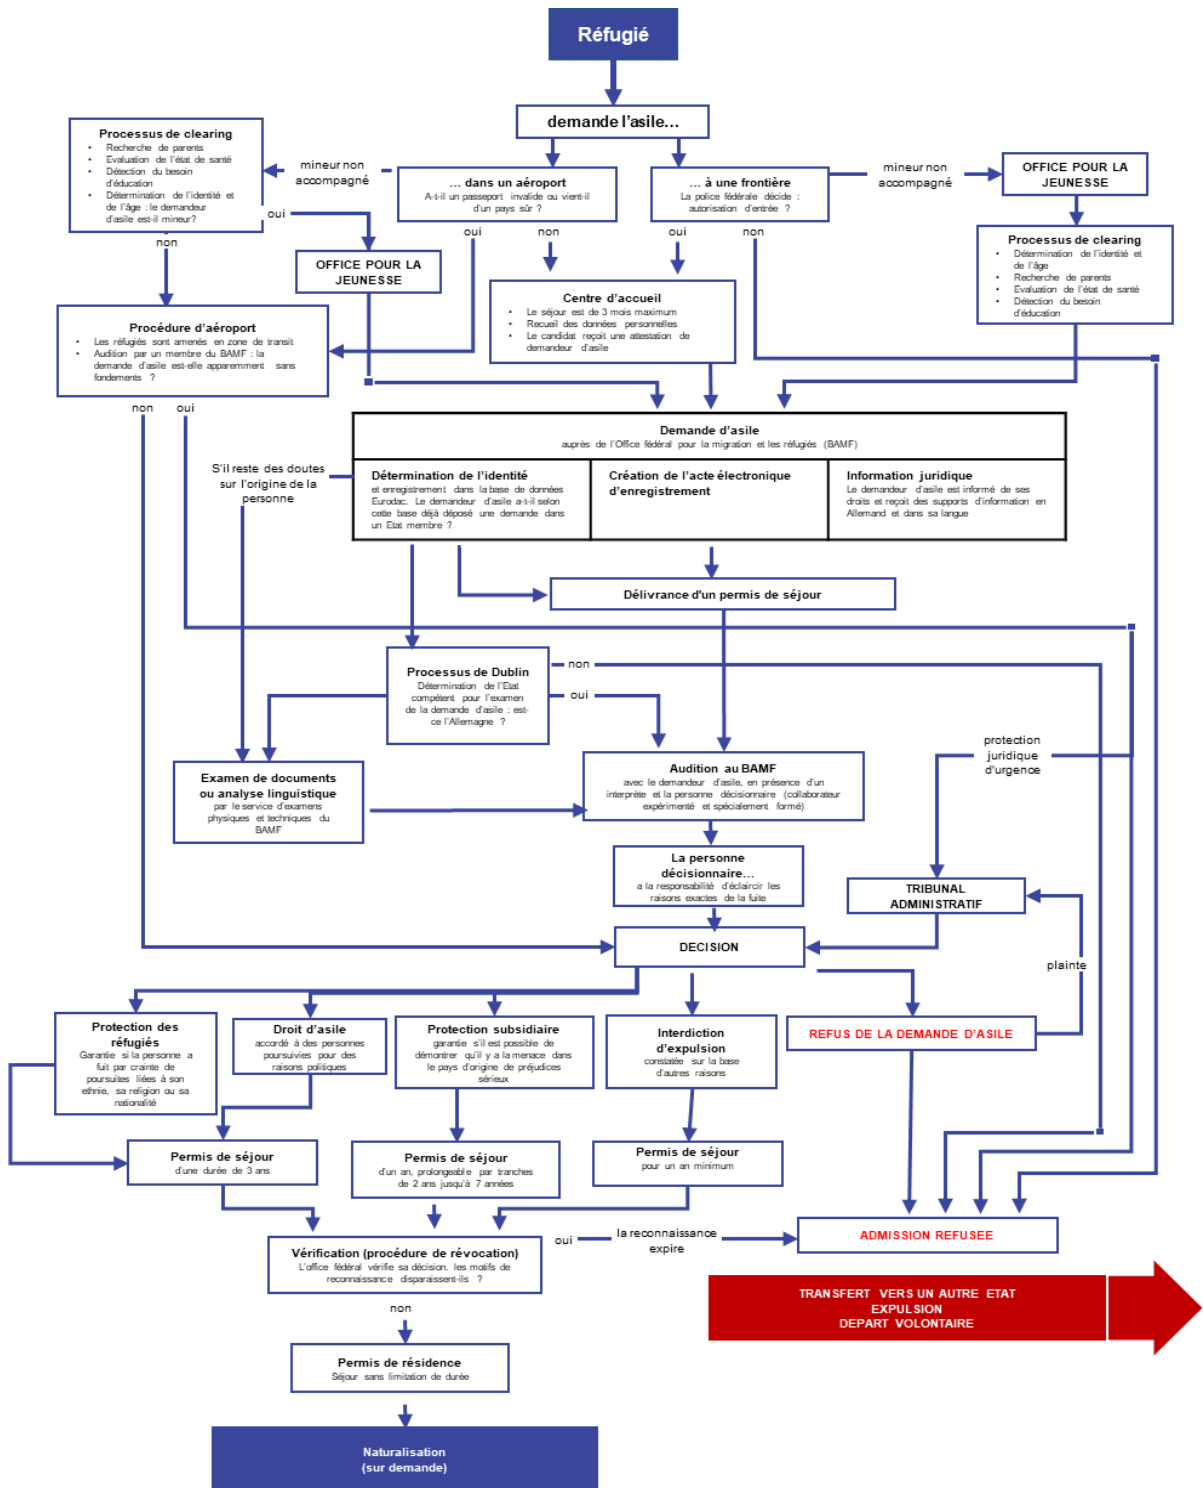 Réfugié
demande l'asile…
Processus de clearing
• Recherche de parents
• Evaluation de l'état de santé
• Détection du besoin
d'éducation
• Détermination de l'identité et
de l'âge : le demandeur
d'asile est-il mineur?
mineur non
accompagné
… dans un aéroport
A-t-il un passeport invalide ou vient-il
d'un pays sûr ?
… à une frontière
La police fédérale décide :
autorisation d'entrée ?
mineur non
accompagné
OFFICE POUR LA
JEUNESSE
oui
non
oui
non
oui
non
OFFICE POUR LA
JEUNESSE
Processus de clearing
• Détermination de l'identité et
de l'âge
• Recherche de parents
• Evaluation de l'état de santé
• Détection du besoin
d'éducation
Centre d'accueil
• Le séjour est de 3 mois maximum
• Recueil des données personnelles
• Le candidat reçoit une attestation de
demandeur d'asile
Procédure d'aéroport
• Les réfugiés sont amenés en zone de transit
• Audition par un membre du BAMF : la
demande d'asile est-elle apparemment sans
fondements ?
non
oui
Demande d'asile
auprès de l'Office fédéral pour la migration et les réfugiés (BAMF)
S'il reste des doutes
sur l'origine de la
personne
Détermination de l'identité
et enregistrement dans la base de données
Eurodac. Le demandeur d'asile a-t-il selon
cette base déjà déposé une demande dans
un Etat membre ?
Création de l'acte électronique
d'enregistrement
Information juridique
Le demandeur d'asile est informé de ses
droits et reçoit des supports d'information en
Allemand et dans sa langue
Délivrance d'un permis de séjour
Processus de Dublin
Détermination de l'Etat
compétent pour l'examen
de la demande d'asile : est-
ce l'Allemagne ?
non
oui
protection
juridique
d'urgence
Examen de documents
ou analyse linguistique
par le service d'examens
physiques et techniques du
BAMF
Audition au BAMF
avec le demandeur d'asile, en présence d'un
interprète et la personne décisionnaire (collaborateur
expérimenté et spécialement formé)
La personne
décisionnaire…
a la responsabilité d'éclaircir les
raisons exactes de la fuite
TRIBUNAL
ADMINISTRATIF
DECISION
plainte
Protection des
réfugiés
Garantie si la personne a
fuit par crainte de
poursuites liées à son
ethnie, sa religion ou sa
nationalité
Droit d'asile
accordé à des personnes
poursuivies pour des
raisons politiques
Protection subsidiaire
garantie s'il est possible de
démontrer qu'il y a la menace dans
le pays d'origine de préjudices
sérieux
Interdiction
d'expulsion
constatée sur la base
d'autres raisons
REFUS DE LA DEMANDE D'ASILE
Permis de séjour
d'une durée de 3 ans
Permis de séjour
d'un an, prolongeable par tranches
de 2 ans jusqu'à 7 années
Permis de séjour
pour un an minimum
Vérification (procédure de révocation)
L'office fédéral vérifie sa décision. les motifs de
reconnaissance disparaissent-ils ?
oui
la reconnaissance
expire
ADMISSION REFUSEE
non
TRANSFERT VERS UN AUTRE ETAT
EXPULSION
DEPART VOLONTAIRE
Permis de résidence
Séjour sans limitation de durée
Naturalisation
(sur demande)